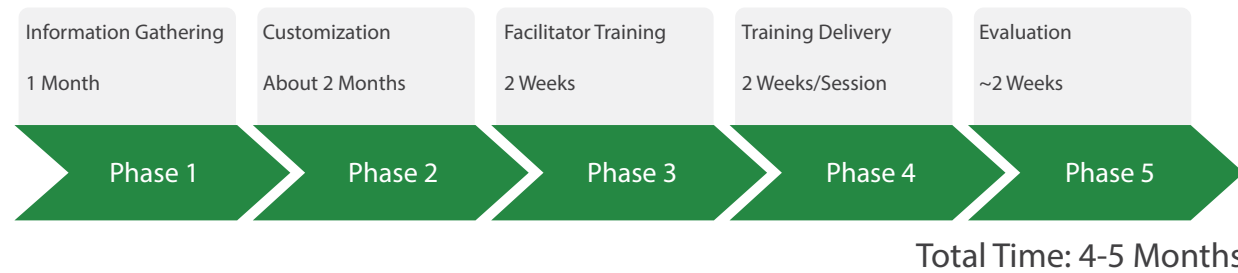 Information Gathering
1 Month
Customization
About 2 Months
Facilitator Training
2 Weeks
Training Delivery
2 Weeks/Session
Evaluation
~2 Weeks
Phase 1
Phase 2
Phase 3
Phase 4
Phase 5
Total Time: 4-5 Months